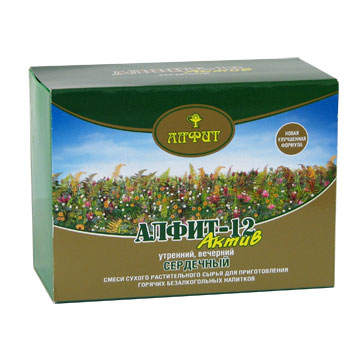 АЛФИТ
НОВАЯ
УЛУЧШЕННАЯ
ФОРМУЛА
АЛФИТ-12
Актив
утренний, вечерний
СЕРДЕЧНЫЙ
СМЕСИ СУХОГО РАСТИТЕЛЬНОГО СЫРЬЯ ДЛЯ ПРИГОТОВЛЕНИЯ
ГОРЯЧИХ БЕЗАЛКОГОЛЬНЫХ НАПИТКОВ